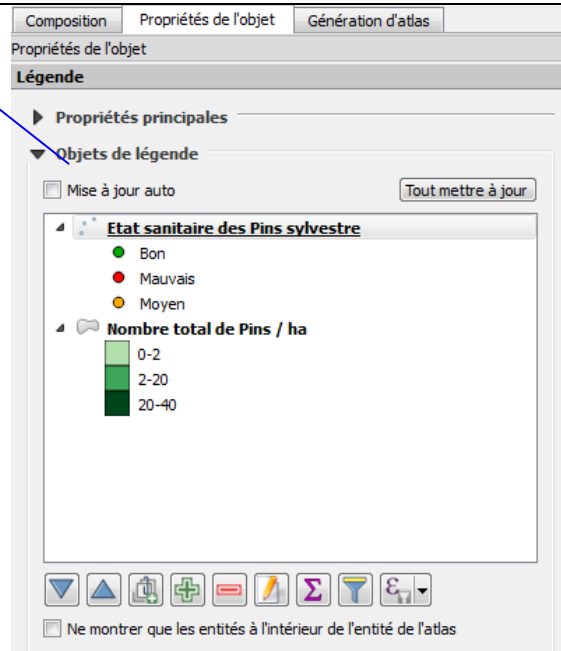 Composition Propriétés de l'objet Génération d'atlas
Propriétés de l'objet
Légende
Propriétés principales
Objets de légende
Mise à jour auto Tout mettre à jour
Etat sanitaire des Pins sylvestre
Bon
Mauvais
Moyen
Nombre total de Pins / ha
0-2
2-20
20-40
Σ ε
Ne montrer que les entités à l'intérieur de l'entité de l'atlas